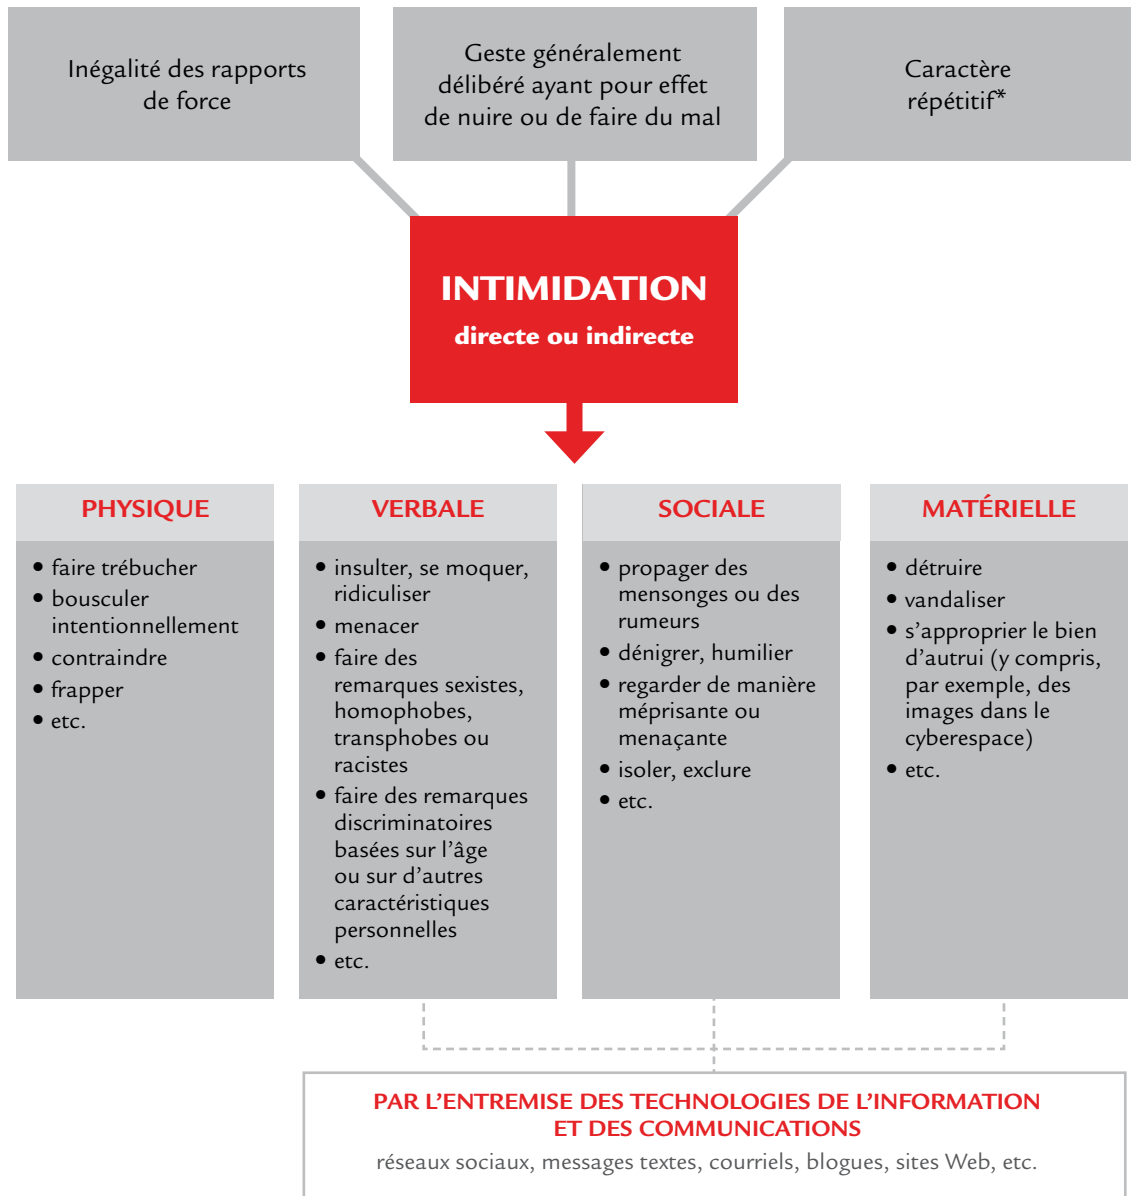 Inégalité des rapports
de force
Geste généralement
délibéré ayant pour effet
de nuire ou de faire du mal
Caractère
répétitif*
INTIMIDATION
directe ou indirecte
PHYSIQUE
• faire trébucher
• bousculer
intentionnellement
• contraindre
• frapper
• etc.
VERBALE
• insulter, se moquer,
ridiculiser
• menacer
• faire des
remarques sexistes,
homophobes,
transphobes ou
racistes
• faire des remarques
discriminatoires
basées sur l’âge
ou sur d’autres
caractéristiques
personnelles
• etc.
SOCIALE
• propager des
mensonges ou des
rumeurs
• dénigrer, humilier
• regarder de manière
méprisante ou
menaçante
• isoler, exclure
• etc.
MATÉRIELLE
• détruire
• vandaliser
• s’approprier le bien
d’autrui (y compris,
par exemple, des
images dans le
cyberespace)
• etc.
PAR L’ENTREMISE DES TECHNOLOGIES DE L’INFORMATION
ET DES COMMUNICATIONS
réseaux sociaux, messages textes, courriels, blogues, sites Web, etc.